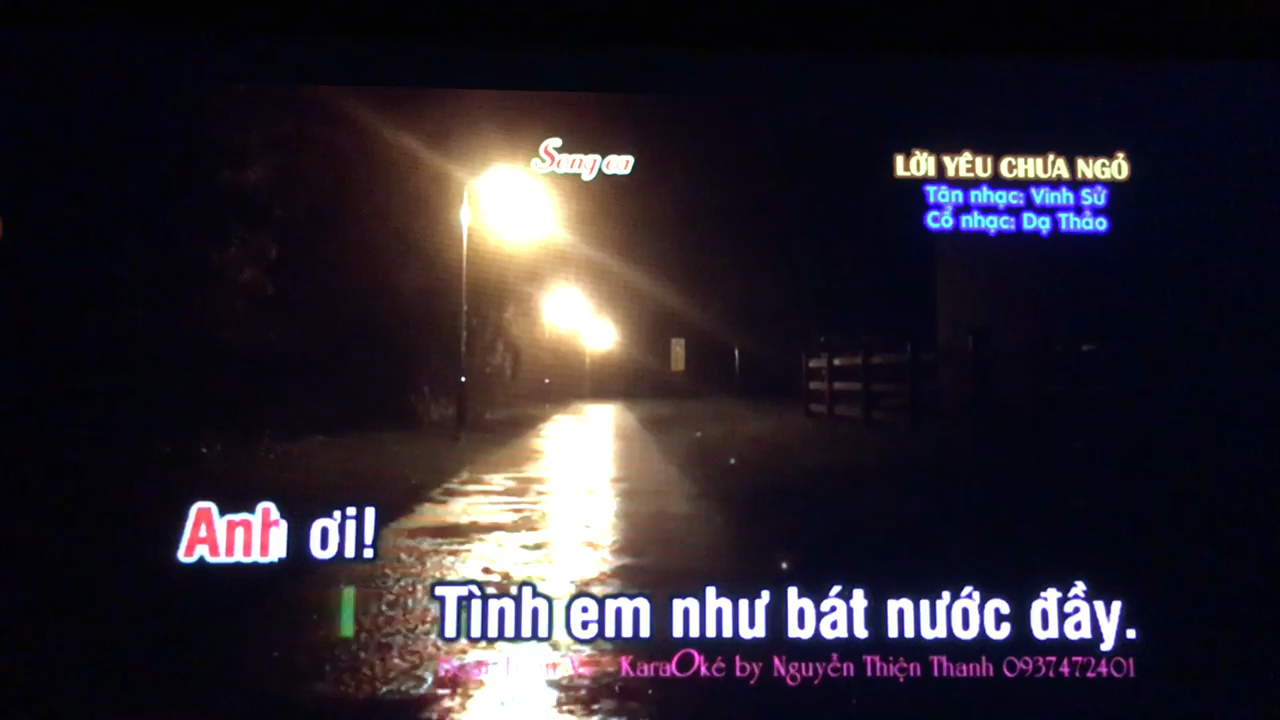 Song ca
LỜI YÊU CHƯA NGỎ
Tân nhạc: Vinh Sử
Cổ nhạc: Dạ Thảo
Anh ơi!
Tình em như bát nước đầy.
KaraOké by Nguyễn Thiện Thanh 0937472401